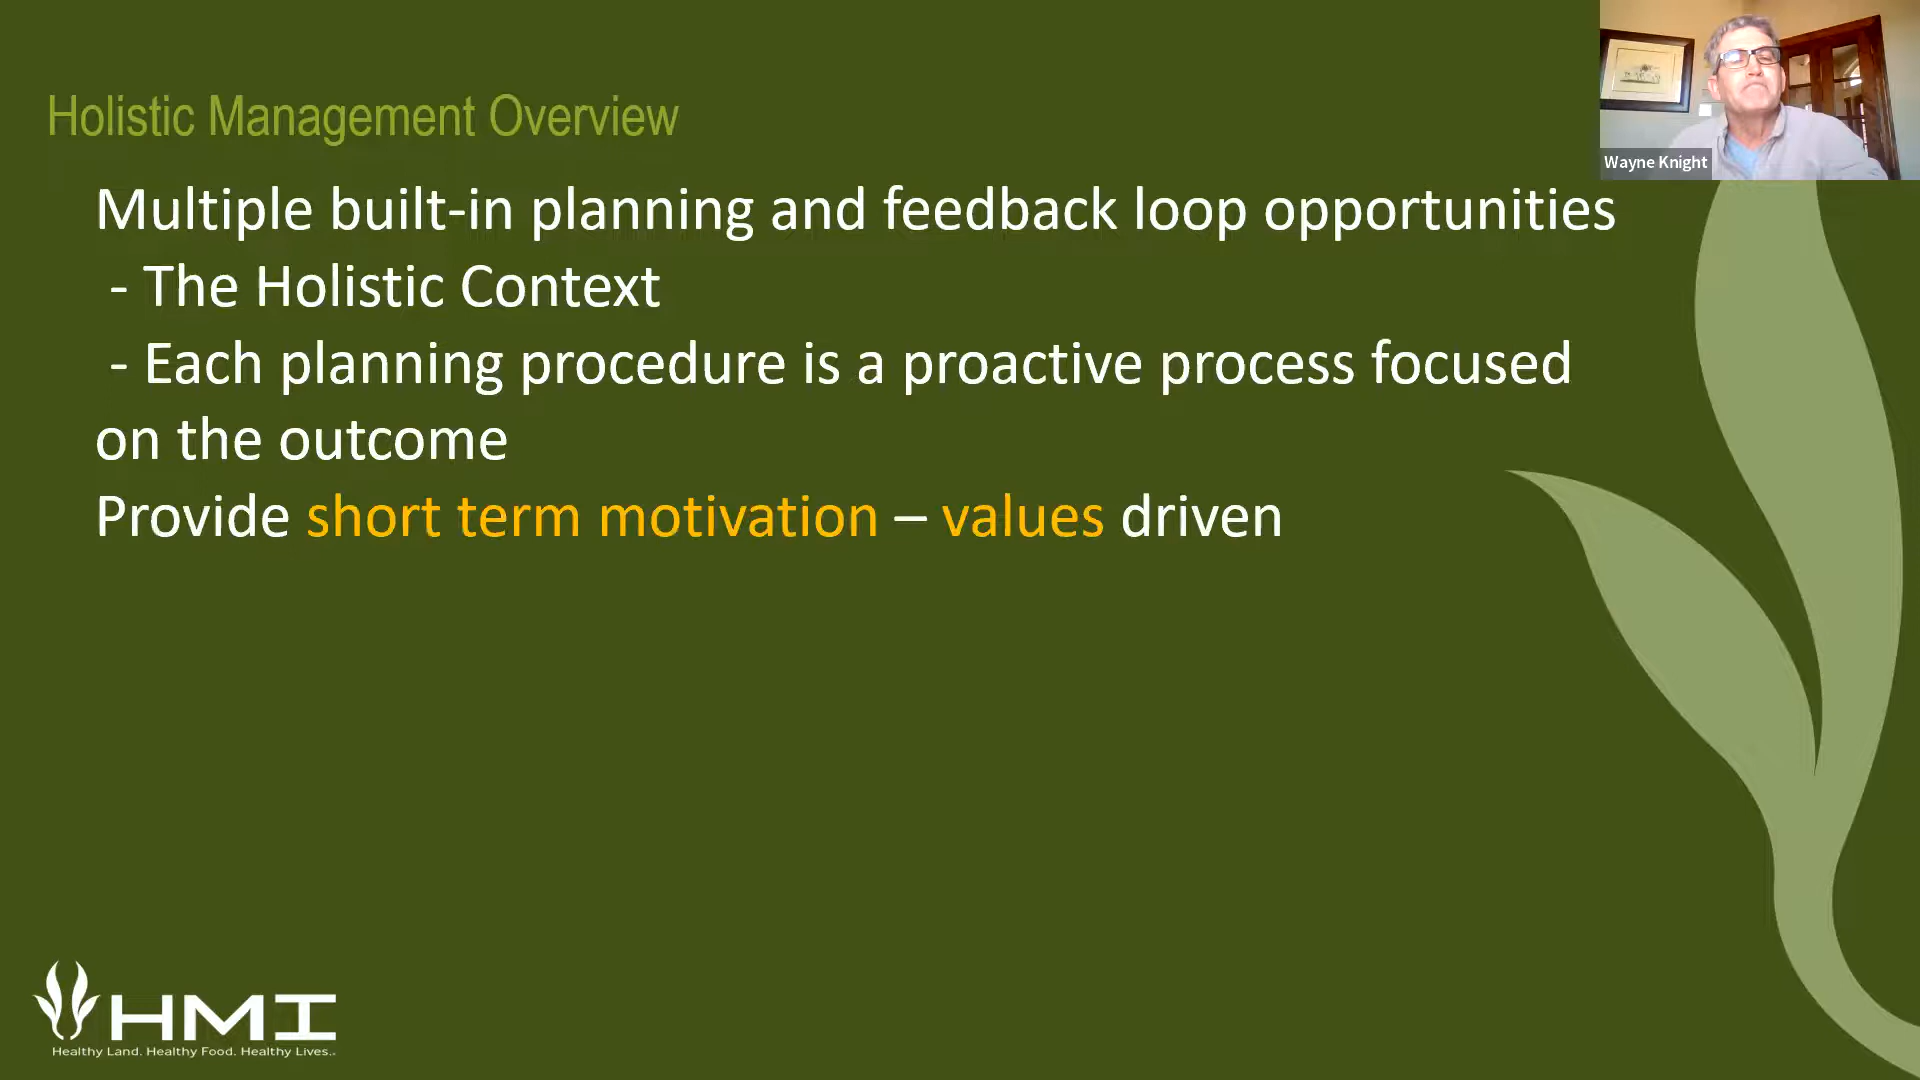 Holistic Management Overview
Wayne Knight
Multiple built-in planning and feedback loop opportunities
- The Holistic Context
- Each planning procedure is a proactive process focused
on the outcome
Provide short term motivation – values driven
HMI
Healthy Land. Healthy Food. Healthy Lives..